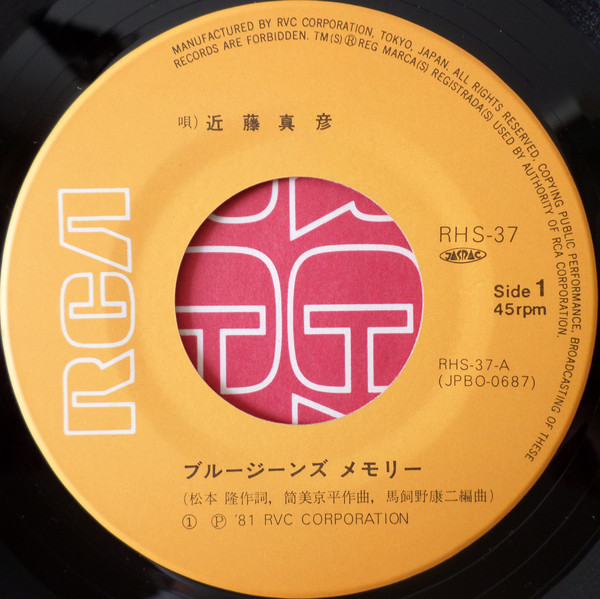 MANUFACTURED BY RVC CORPORATION, TOKYO, JAPAN. ALL RIGHTS RESERVED. COPYING PUBLIC PERFORMANCE, BROADCASTING OF THESE
RECORDS ARE FORBIDDEN. TM(S)Ⓡ REG MARCA(S) REGISTRADA(S) USED BY AUTHORITY OF RCA CORPORATION.
唄) 近藤真彦
RCA
RHS-37
JASRAC
Side 1
45rpm
RHS-37-A
(JPBO-0687)
ブルージーンズ メモリー
(松本 隆作詞, 筒美京平作曲, 馬飼野康二編曲)
① Ⓟ '81 RVC CORPORATION